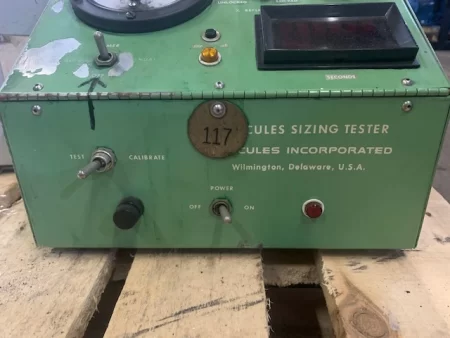 SECONDS
117
CULES SIZING TESTER
CULES INCORPORATED
Wilmington, Delaware, U.S.A.
TEST
CALIBRATE
POWER
OFF
ON